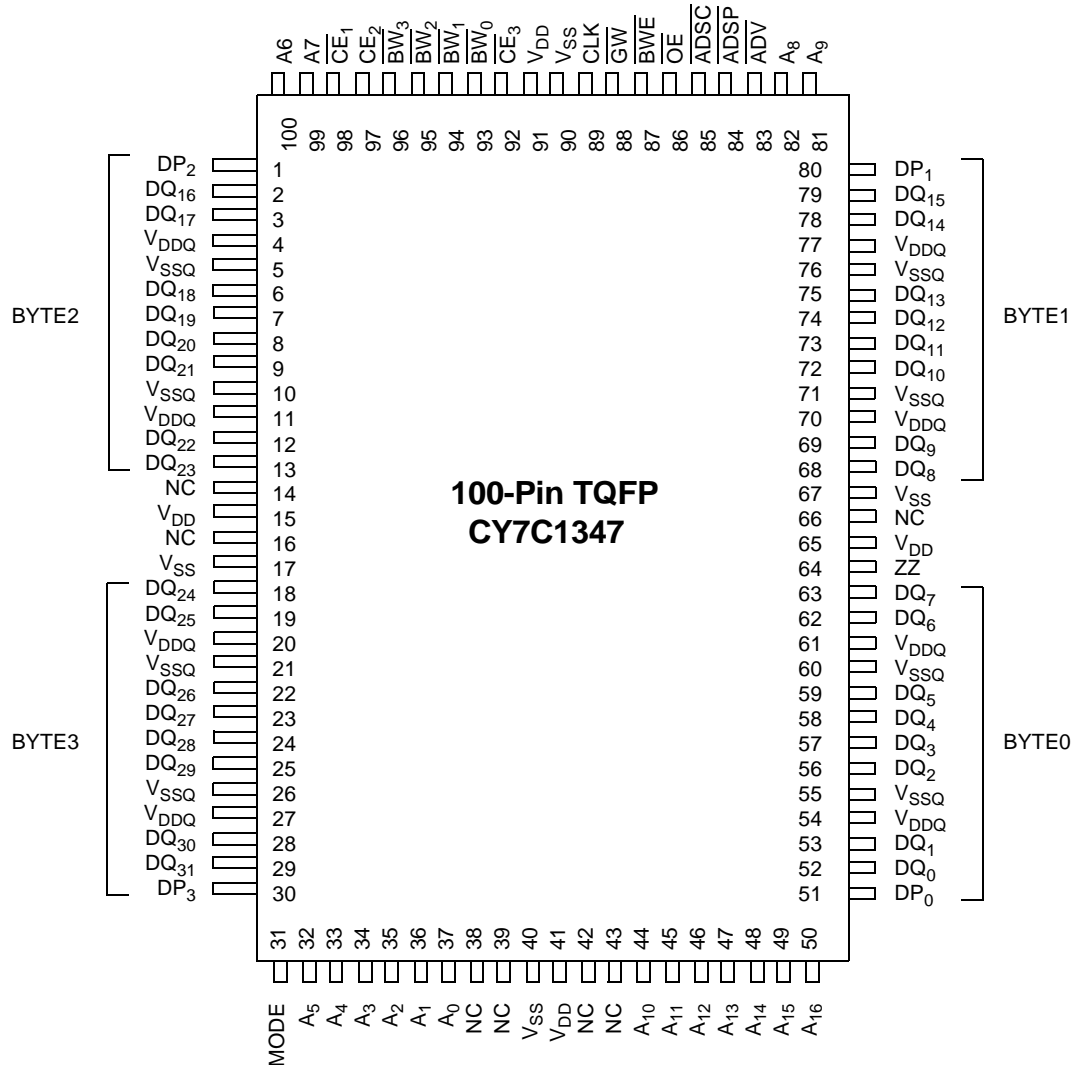 A6 A7 CE1 CE2 BW3 BW2 BW1 BW0 CE3 VDD VSS CLK GW BWE OE ADSC ADSP ADV A8 A9
100 99 98 97 96 95 94 93 92 91 90 89 88 87 86 85 84 83 82 81
DP2 1 80 DP1
DQ16 2 79 DQ15
DQ17 3 78 DQ14
VDDQ 4 77 VDDQ
VSSQ 5 76 VSSQ
DQ18 6 75 DQ13
BYTE2 DQ19 7 74 DQ12 BYTE1
DQ20 8 73 DQ11
DQ21 9 72 DQ10
VSSQ 10 71 VSSQ
VDDQ 11 70 VDDQ
DQ22 12 69 DQ9
DQ23 13 68 DQ8
NC 14 100-Pin TQFP 67 VSS
VDD 15 66 NC
NC 16 CY7C1347 65 VDD
VSS 17 64 ZZ
DQ24 18 63 DQ7
DQ25 19 62 DQ6
VDDQ 20 61 VDDQ
VSSQ 21 60 VSSQ
DQ26 22 59 DQ5
DQ27 23 58 DQ4
BYTE3 DQ28 24 57 DQ3 BYTE0
DQ29 25 56 DQ2
VSSQ 26 55 VSSQ
VDDQ 27 54 VDDQ
DQ30 28 53 DQ1
DQ31 29 52 DQ0
DP3 30 51 DP0
31 32 33 34 35 36 37 38 39 40 41 42 43 44 45 46 47 48 49 50
MODE A5 A4 A3 A2 A1 A0 NC NC VSS VDD NC NC A10 A11 A12 A13 A14 A15 A16